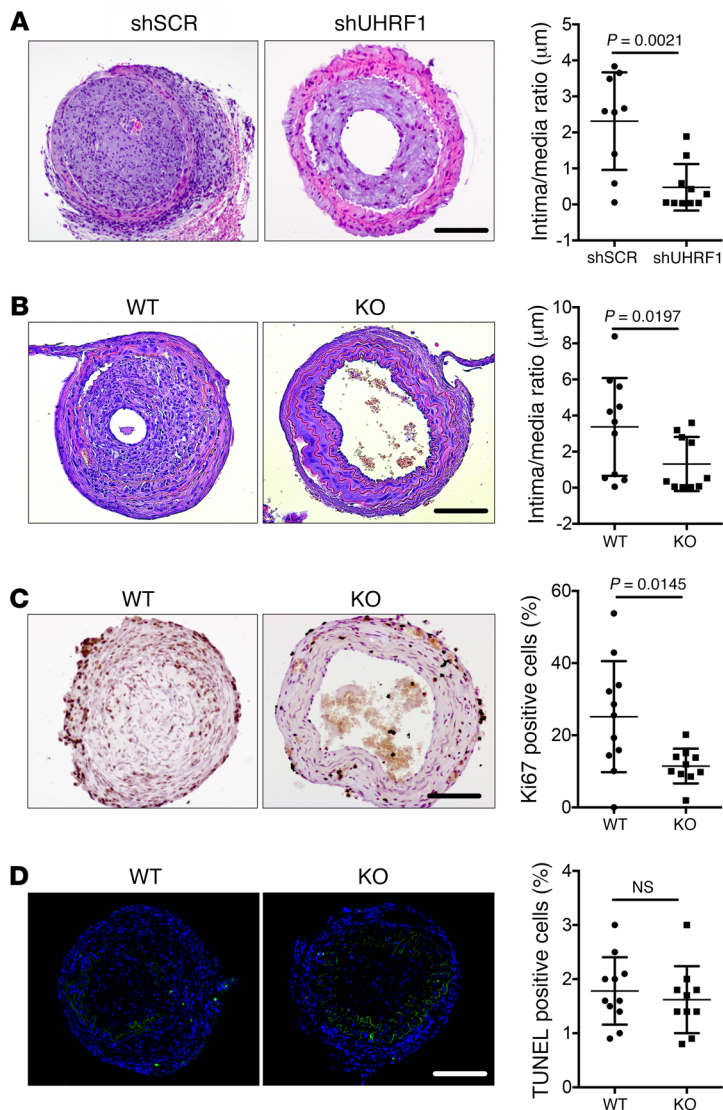 A
shSCR
shUHRF1
Intima/media ratio (μm)
5
4
3
2
1
0
-1
P = 0.0021
shSCR
shUHRF1
B
WT
KO
Intima/media ratio (μm)
10
8
6
4
2
0
-2
P = 0.0197
WT
KO
C
WT
KO
Ki67 positive cells (%)
60
40
20
0
P = 0.0145
WT
KO
D
WT
KO
TUNEL positive cells (%)
4
3
2
1
0
NS
WT
KO